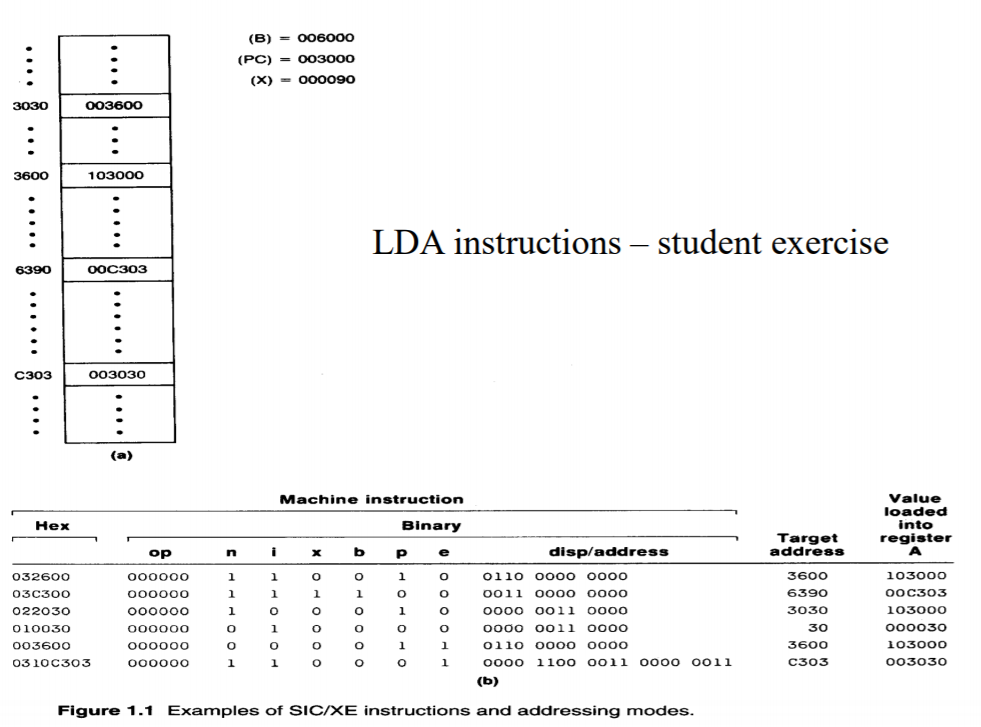 (B) = 006000
(PC) = 003000
(X) = 000090
3030 003600
3600 103000
LDA instructions – student exercise
6390 00C303
C303 003030
(a)
Machine instruction
Value loaded into register A
Hex Binary Target address
op n i x b p e disp/address
032600 000000 1 1 0 0 1 0 0110 0000 0000 3600 103000
03C300 000000 1 1 1 1 0 0 0011 0000 0000 6390 00C303
022030 000000 1 0 0 0 1 0 0000 0011 0000 3030 103000
010030 000000 0 1 0 0 0 0 0000 0011 0000 30 000030
003600 000000 0 0 0 0 1 1 0110 0000 0000 3600 103000
0310C303 000000 1 1 0 0 0 1 0000 1100 0011 0000 0011 C303 003030
(b)
Figure 1.1 Examples of SIC/XE instructions and addressing modes.